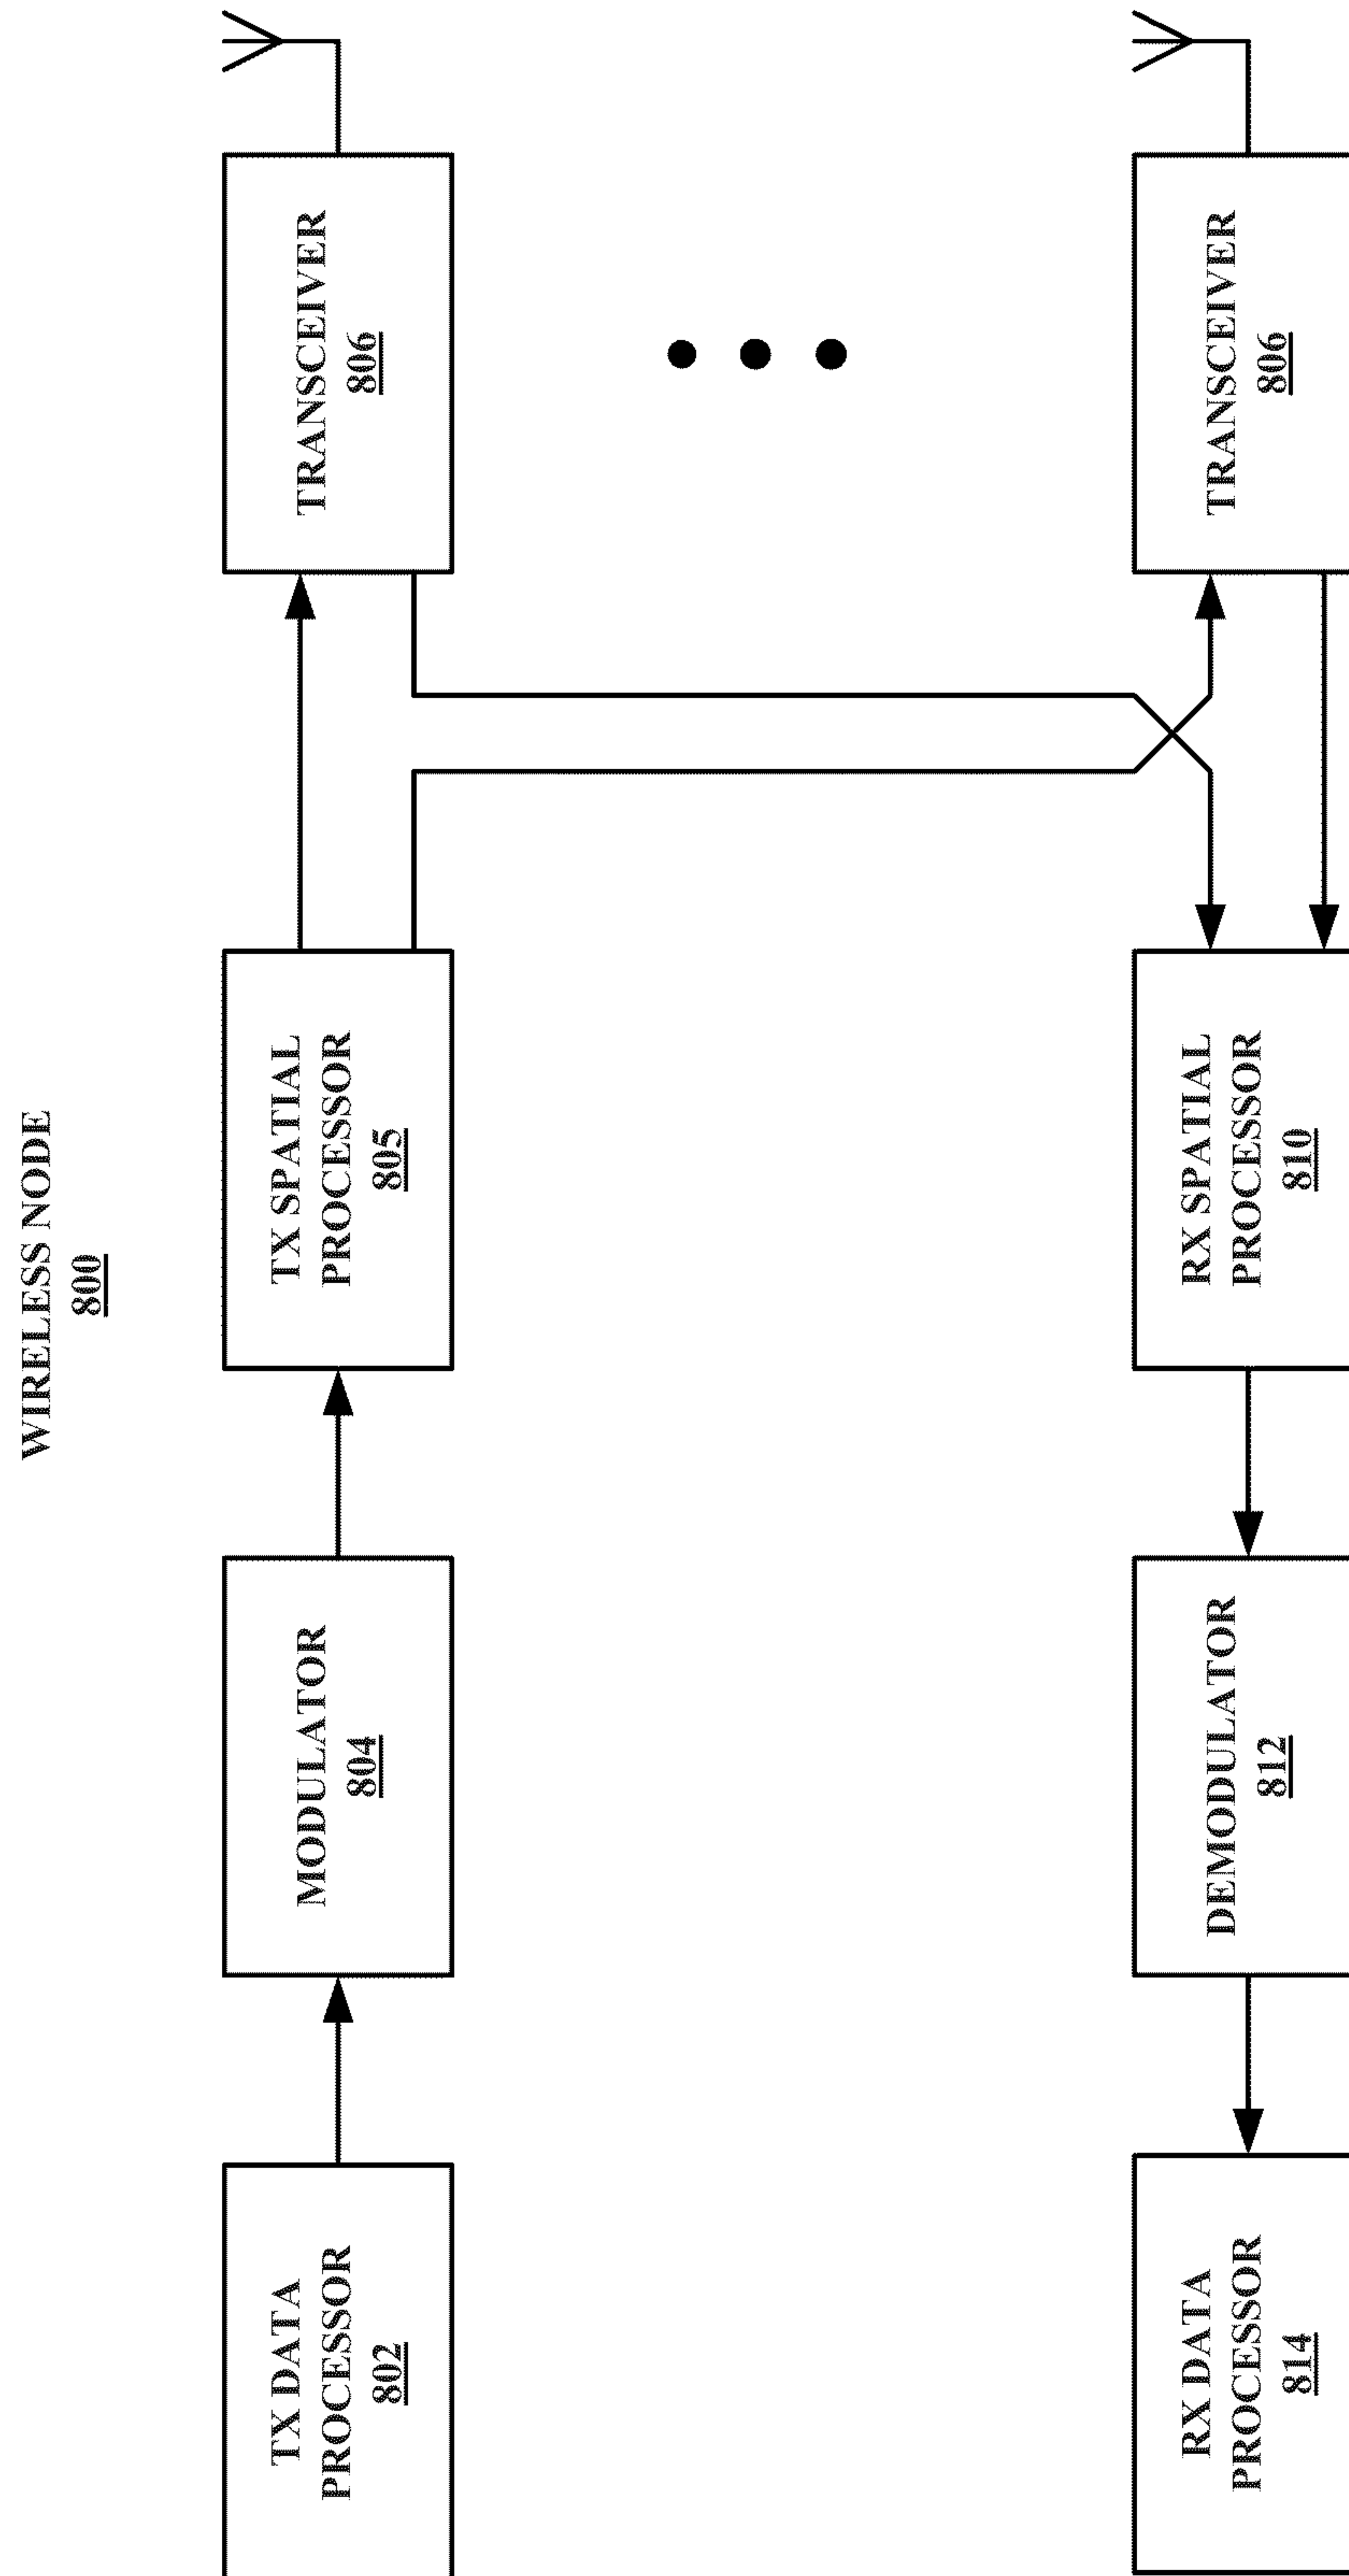 WIRELESS NODE
800
TX DATA
PROCESSOR
802
MODULATOR
804
TX SPATIAL
PROCESSOR
805
TRANSCEIVER
806
RX DATA
PROCESSOR
814
DEMODULATOR
812
RX SPATIAL
PROCESSOR
810
TRANSCEIVER
806